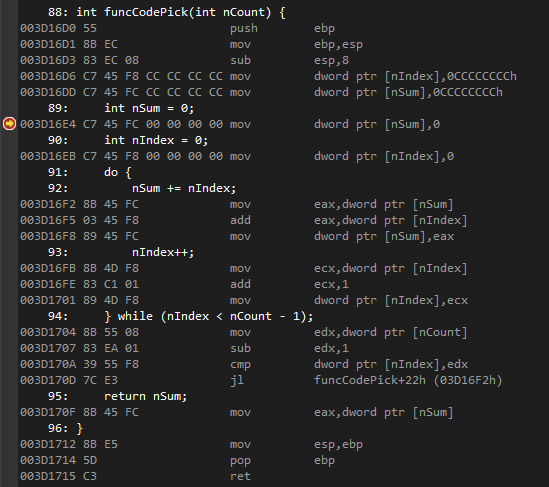 88: int funcCodePick(int nCount) {
003D16D0 55 push ebp
003D16D1 8B EC mov ebp,esp
003D16D3 83 EC 08 sub esp,8
003D16D6 C7 45 F8 CC CC CC CC mov dword ptr [nIndex],0CCCCCCCCh
003D16DD C7 45 FC CC CC CC CC mov dword ptr [nSum],0CCCCCCCCh
89: int nSum = 0;
003D16E4 C7 45 FC 00 00 00 00 mov dword ptr [nSum],0
90: int nIndex = 0;
003D16EB C7 45 F8 00 00 00 00 mov dword ptr [nIndex],0
91: do {
92: nSum += nIndex;
003D16F2 8B 45 FC mov eax,dword ptr [nSum]
003D16F5 03 45 F8 add eax,dword ptr [nIndex]
003D16F8 89 45 FC mov dword ptr [nSum],eax
93: nIndex++;
003D16FB 8B 4D F8 mov ecx,dword ptr [nIndex]
003D16FE 83 C1 01 add ecx,1
003D1701 89 4D F8 mov dword ptr [nIndex],ecx
94: } while (nIndex < nCount - 1);
003D1704 8B 55 08 mov edx,dword ptr [nCount]
003D1707 83 EA 01 sub edx,1
003D170A 39 55 F8 cmp dword ptr [nIndex],edx
003D170D 7C E3 jl funcCodePick+22h (03D16F2h)
95: return nSum;
003D170F 8B 45 FC mov eax,dword ptr [nSum]
96: }
003D1712 8B E5 mov esp,ebp
003D1714 5D pop ebp
003D1715 C3 ret